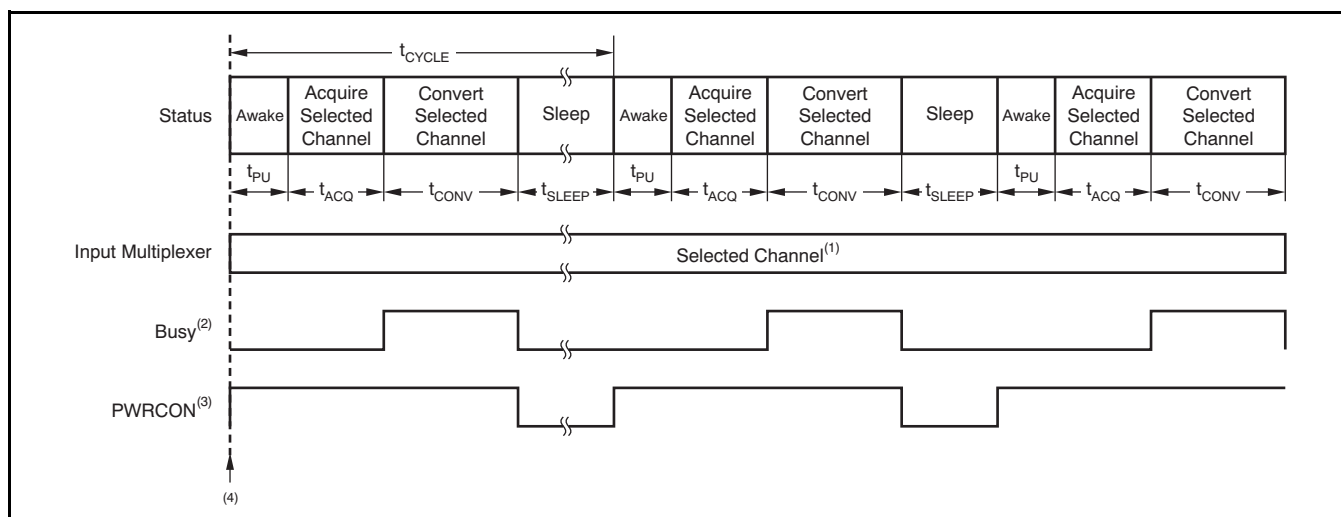 tCYCLE
Status
Awake
Acquire
Selected
Channel
Convert
Selected
Channel
Sleep
Awake
Acquire
Selected
Channel
Convert
Selected
Channel
Sleep
Awake
Acquire
Selected
Channel
Convert
Selected
Channel
tPU
tACQ
tCONV
tSLEEP
tPU
tACQ
tCONV
tSLEEP
tPU
tACQ
tCONV
Input Multiplexer
Selected Channel(1)
Busy(2)
PWRCON(3)
(4)